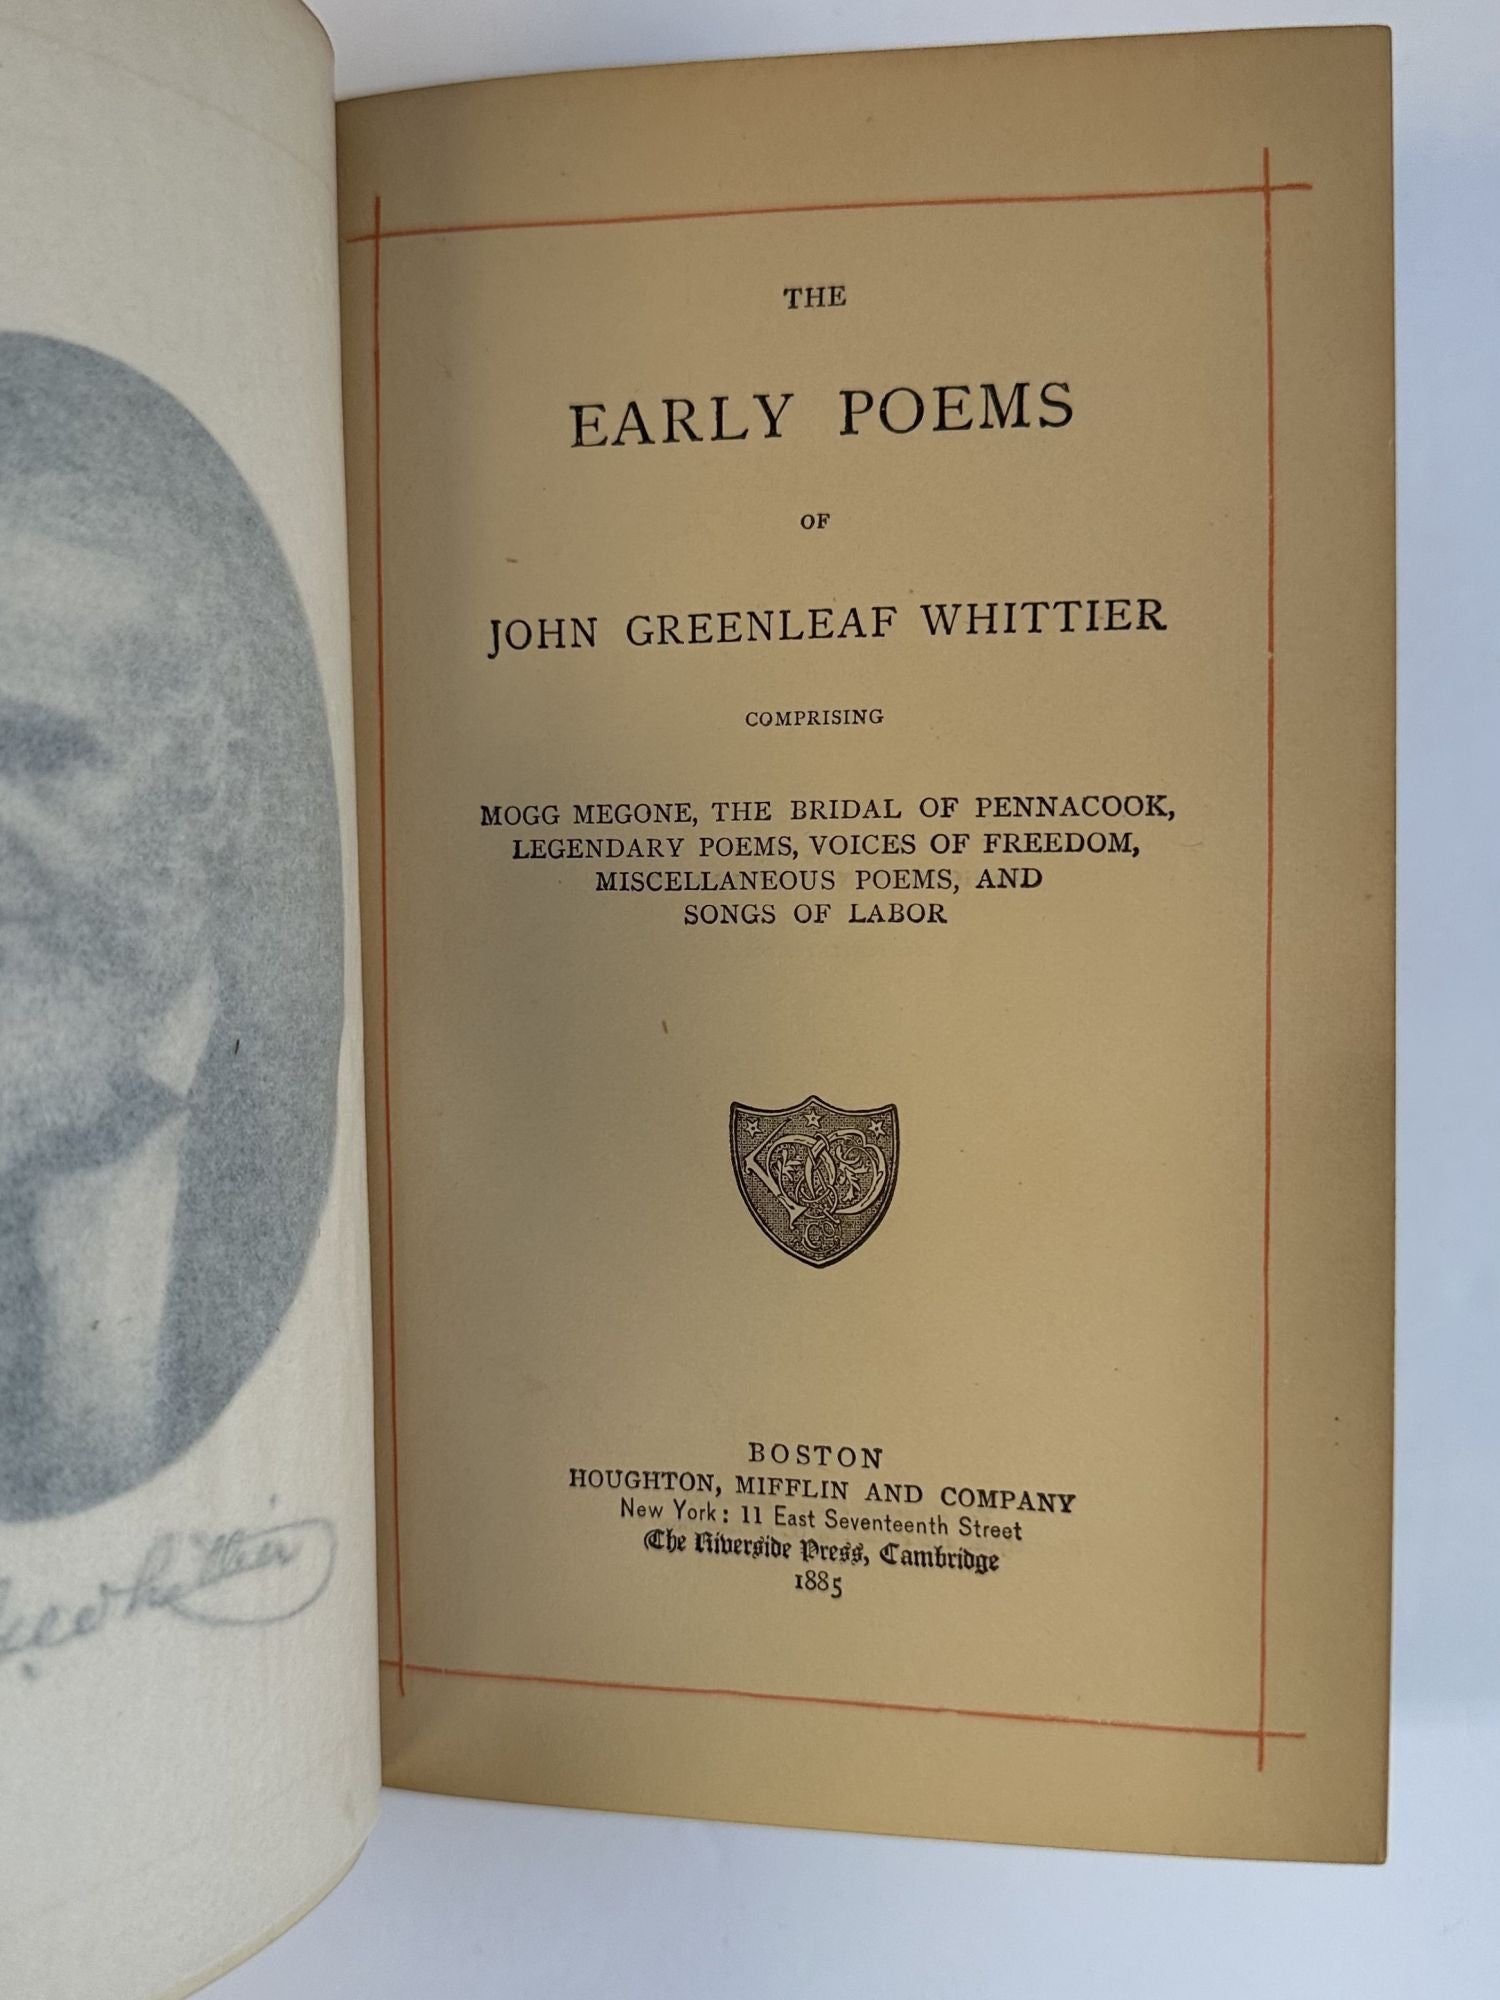 THE
EARLY POEMS
OF
JOHN GREENLEAF WHITTIER
COMPRISING
MOGG MEGONE, THE BRIDAL OF PENNACOOK,
LEGENDARY POEMS, VOICES OF FREEDOM,
MISCELLANEOUS POEMS, AND
SONGS OF LABOR
BOSTON
HOUGHTON, MIFFLIN AND COMPANY
New York: 11 East Seventeenth Street
The Riverside Press, Cambridge
1885